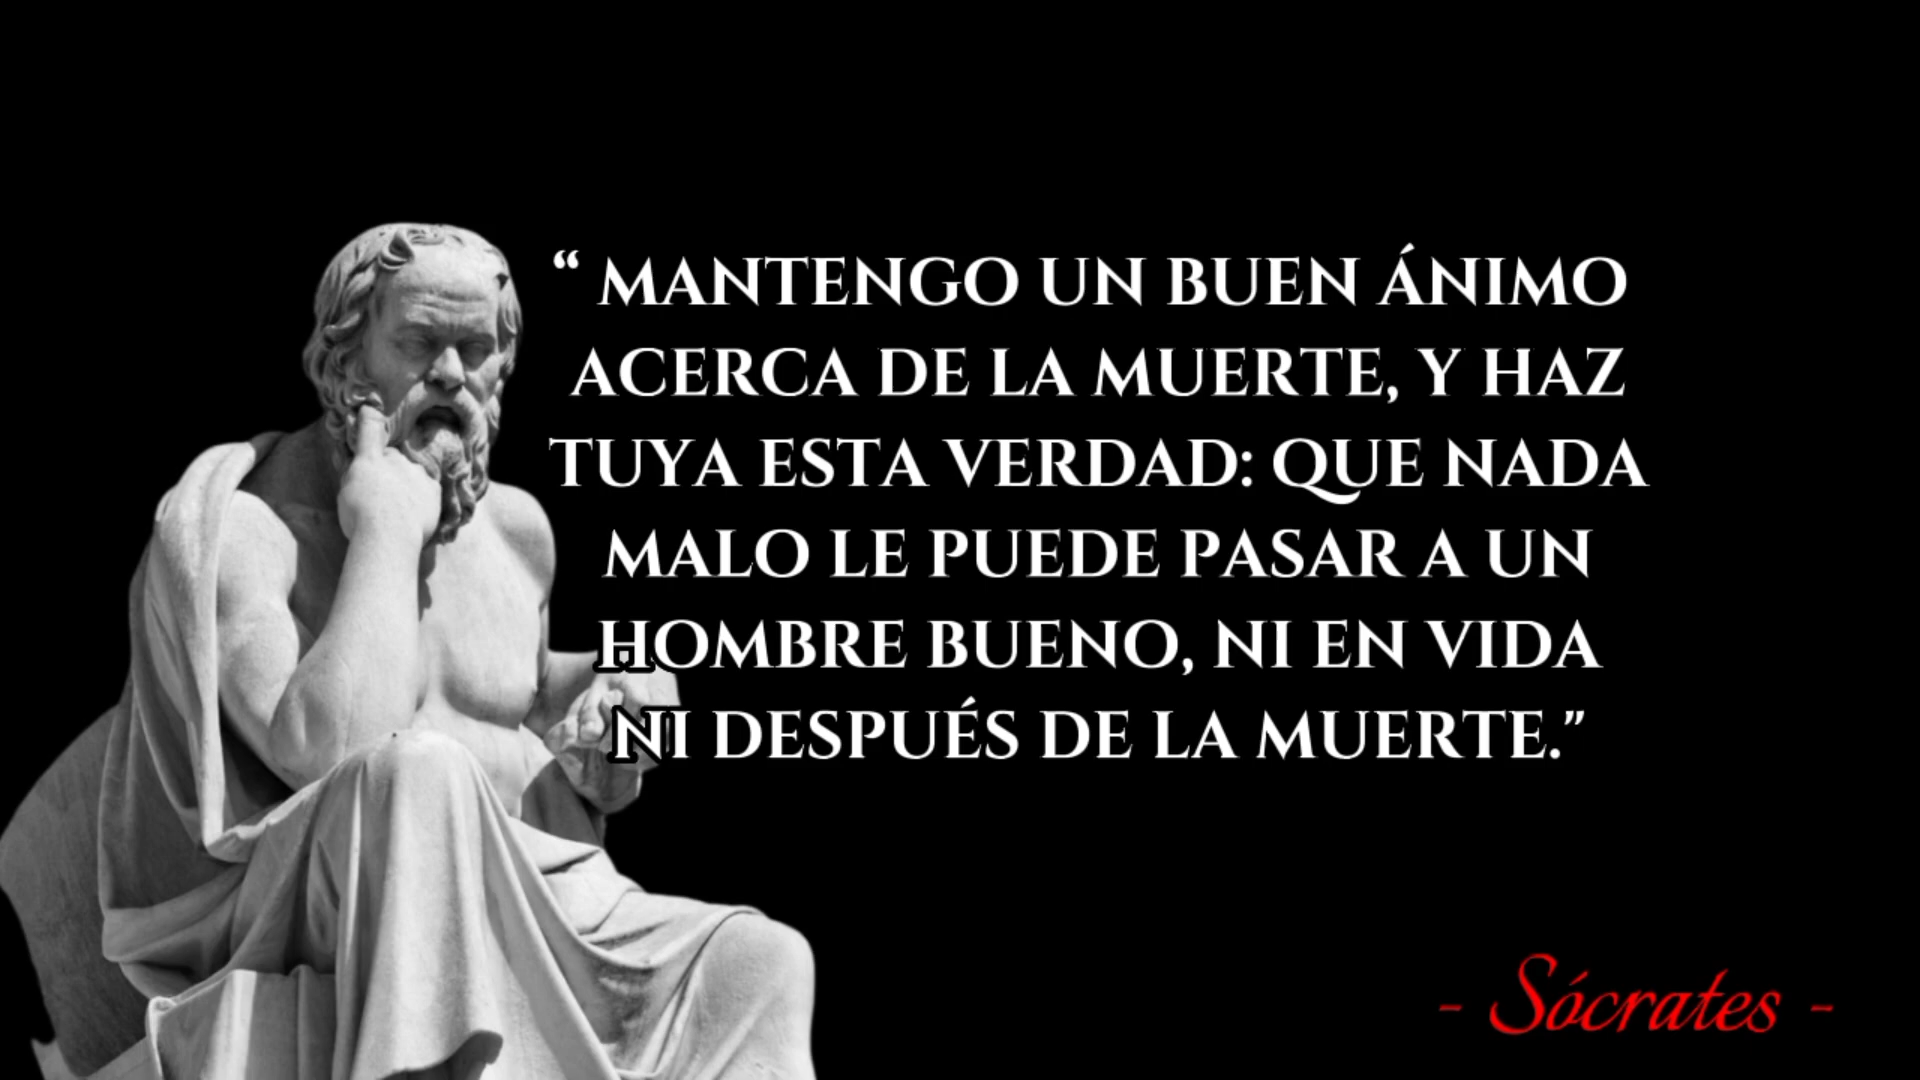 “ MANTENGO UN BUEN ÁNIMO
ACERCA DE LA MUERTE, Y HAZ
TUYA ESTA VERDAD: QUE NADA
MALO LE PUEDE PASAR A UN
HOMBRE BUENO, NI EN VIDA
NI DESPUÉS DE LA MUERTE."
- Sócrates -